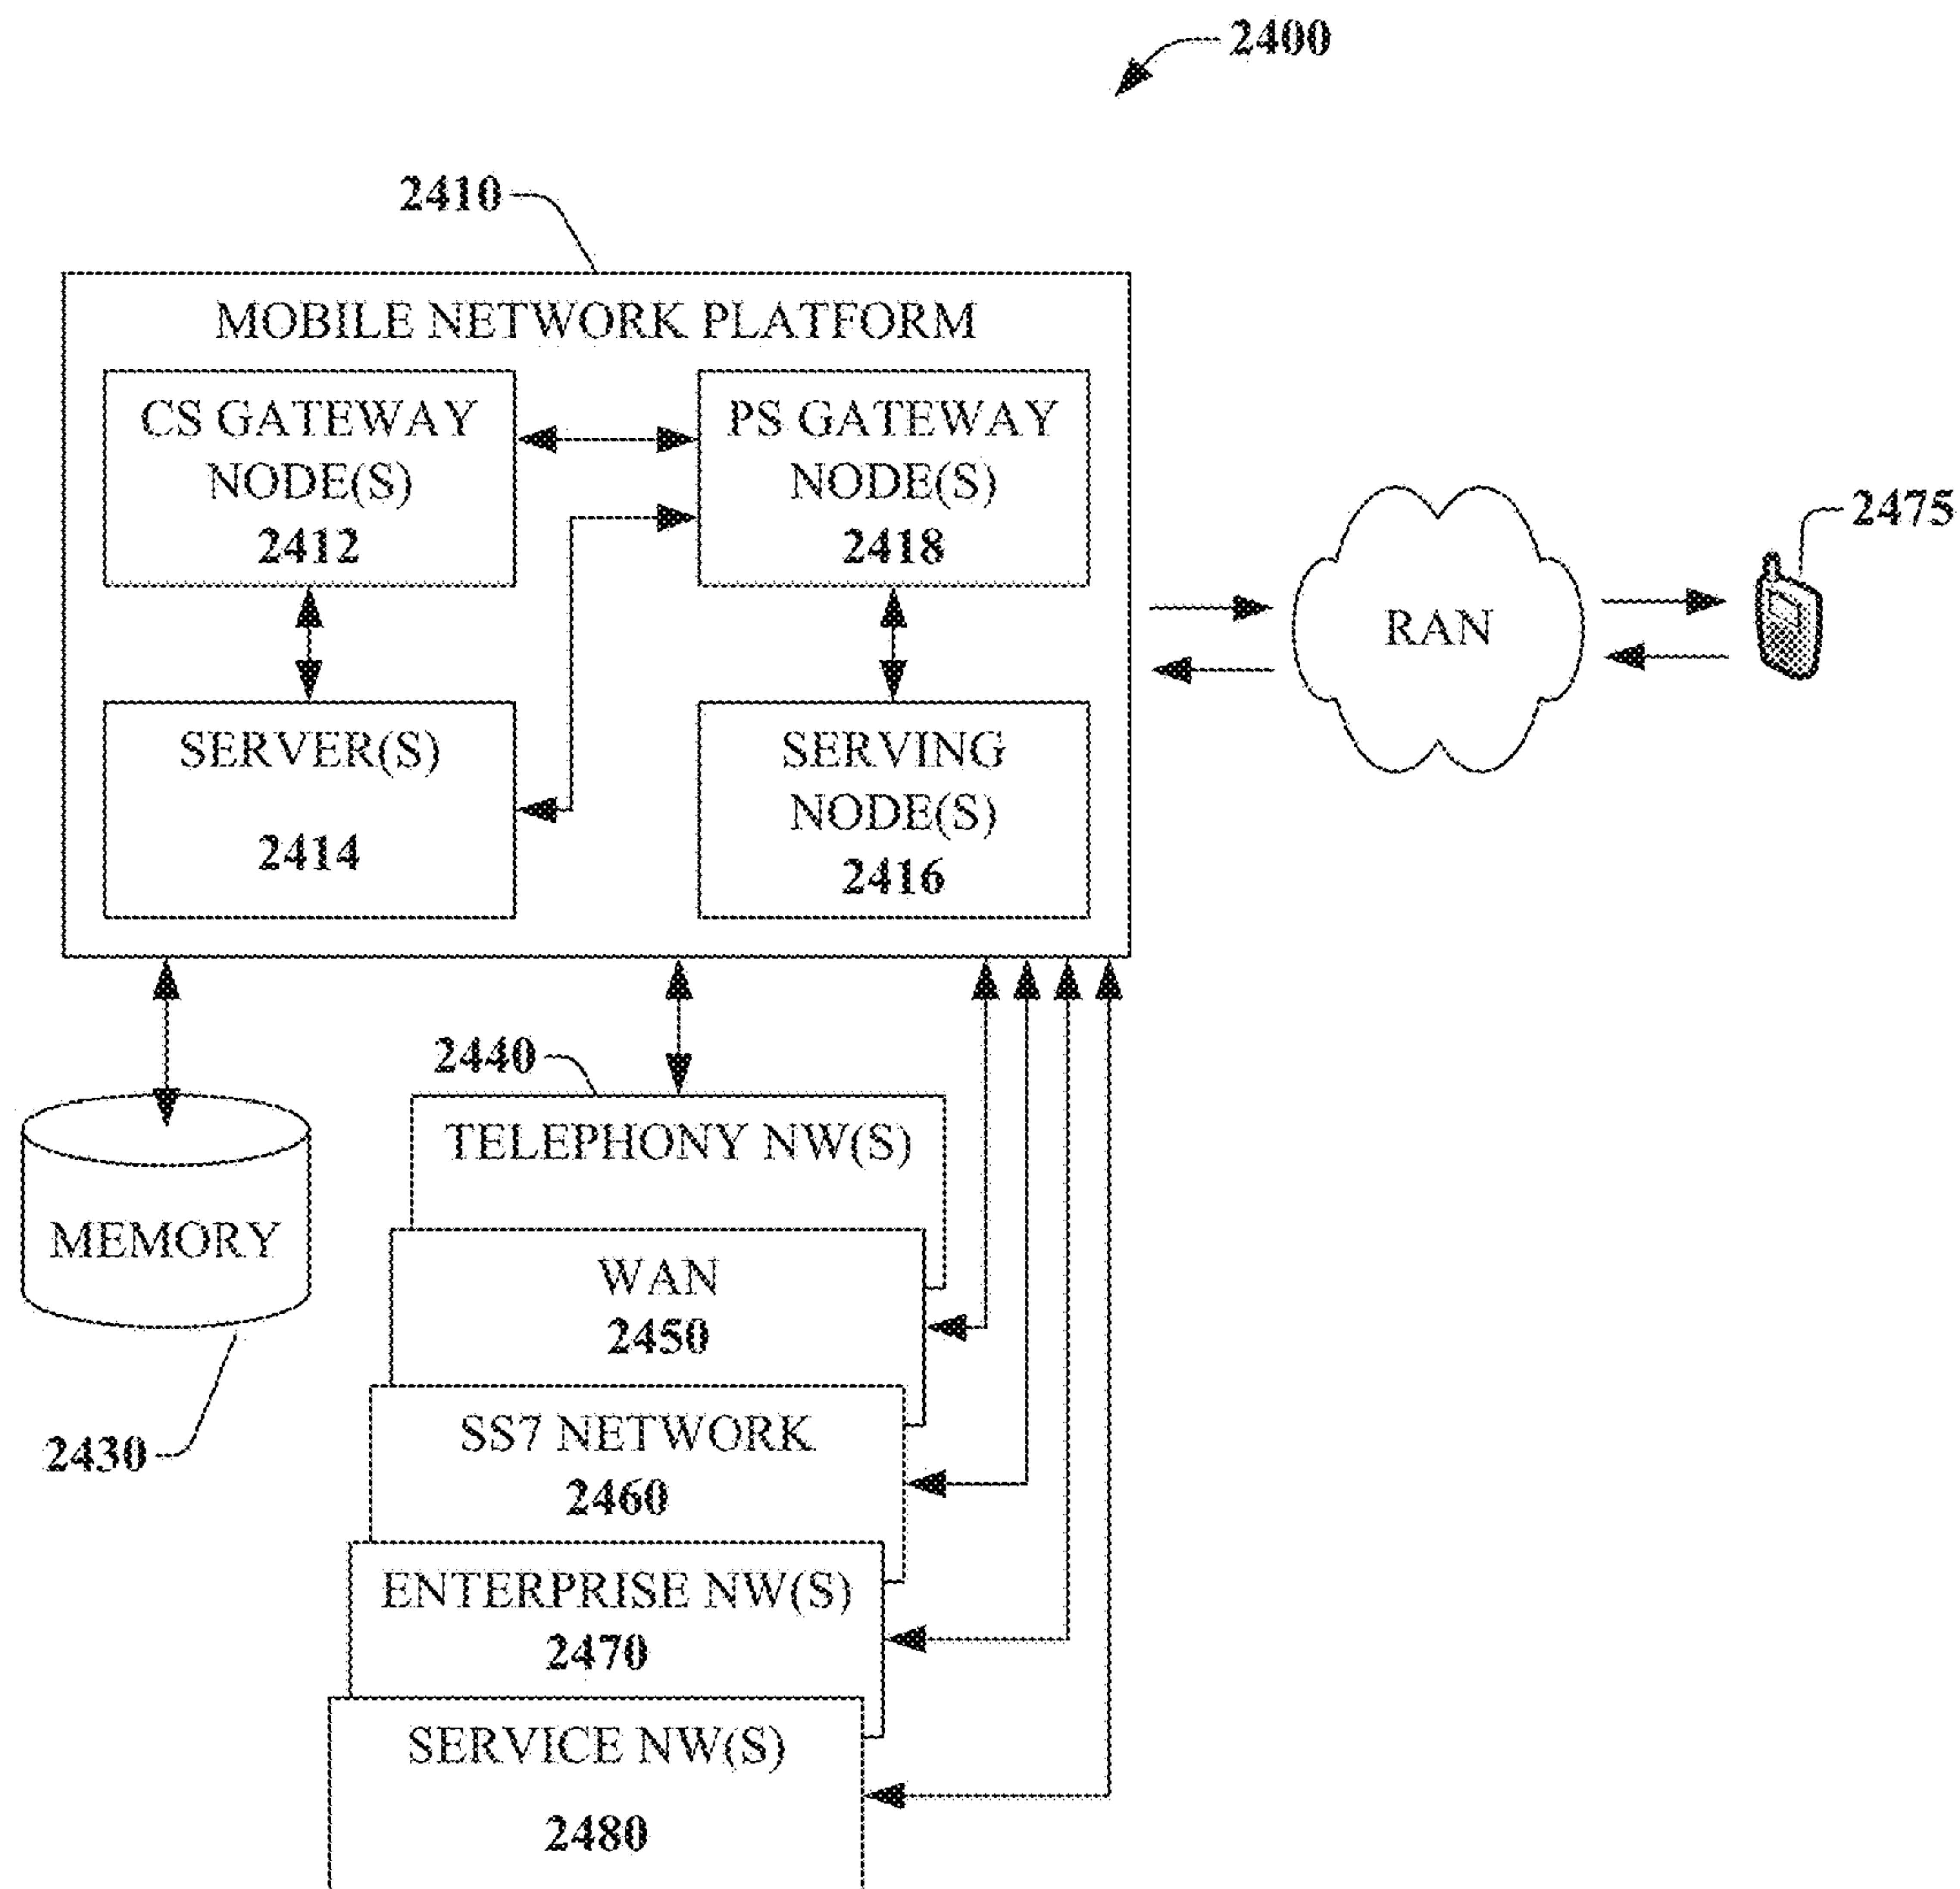 2400
2410
MOBILE NETWORK PLATFORM
CS GATEWAY
NODE(S)
2412
PS GATEWAY
NODE(S)
2418
SERVER(S)
2414
SERVING
NODE(S)
2416
RAN
2475
2440
TELEPHONY NW(S)
MEMORY
2430
WAN
2450
SS7 NETWORK
2460
ENTERPRISE NW(S)
2470
SERVICE NW(S)
2480